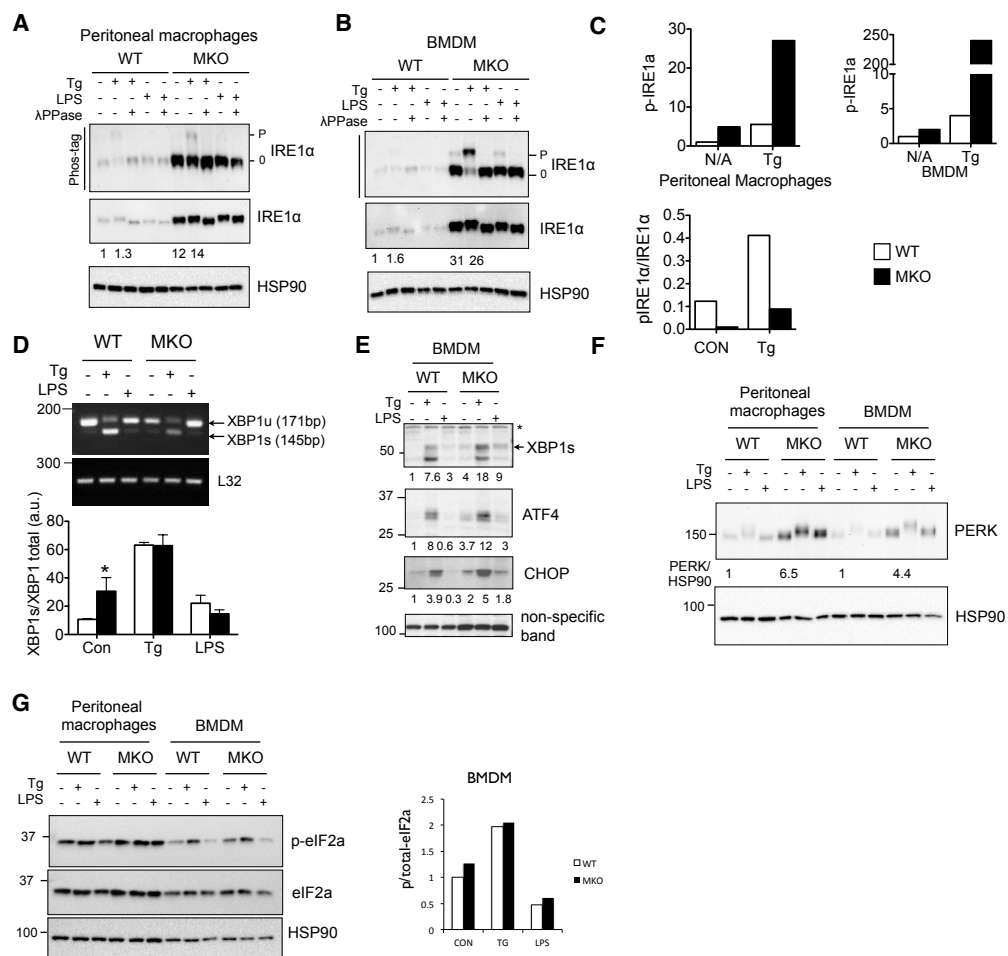 A
Peritoneal macrophages
WT MKO
Tg - + + - - - + + - -
LPS - - - + + - - - + +
λPPase - - + - + - - + - +
Phos-tag
P
0
IRE1α
IRE1α
1 1.3 12 14
HSP90
B
BMDM
WT MKO
Tg - + + - - - + + - -
LPS - - - + + - - - + +
λPPase - - + - + - - + - +
P
0
IRE1α
IRE1α
1 1.6 31 26
HSP90
C
p-IRE1a
30
20
10
0
N/A Tg
Peritoneal Macrophages
p-IRE1a
250
200
10
5
0
N/A Tg
BMDM
pIRE1α/IRE1α
0.5
0.4
0.3
0.2
0.1
0.0
CON Tg
WT
MKO
D
WT MKO
Tg - + - - + -
LPS - - + - - +
200
XBP1u (171bp)
XBP1s (145bp)
300
L32
XBP1s/XBP1 total (a.u.)
80
60
40
20
0
*
Con Tg LPS
E
BMDM
WT MKO
Tg - + - - + -
LPS - - + - - +
*
50
XBP1s
1 7.6 3 4 18 9
37
25
ATF4
1 8 0.6 3.7 12 3
25
CHOP
1 3.9 0.3 2 5 1.8
100
non-specific
band
F
Peritoneal
macrophages BMDM
WT MKO WT MKO
Tg - + - - + - - + - - + -
LPS - - + - - + - - + - - +
150
PERK
PERK/
HSP90
1 6.5 1 4.4
100
HSP90
G
Peritoneal
macrophages BMDM
WT MKO WT MKO
Tg - + - - + - - + - - + -
LPS - - + - - + - - + - - +
37
p-eIF2a
37
eIF2a
100
HSP90
BMDM
p/total-eIF2a
2.5
2
1.5
1
0.5
0
CON TG LPS
WT
MKO